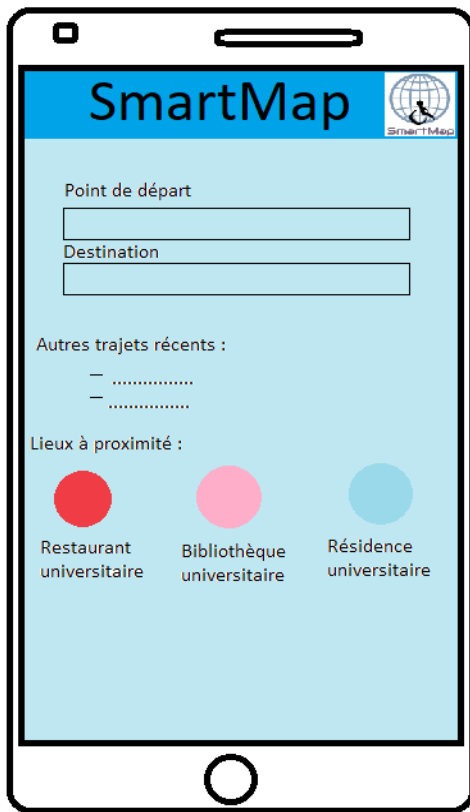 SmartMap
SmartMap
Point de départ
Destination
Autres trajets récents :
– ................
– ................
Lieux à proximité :
Restaurant
universitaire
Bibliothèque
universitaire
Résidence
universitaire